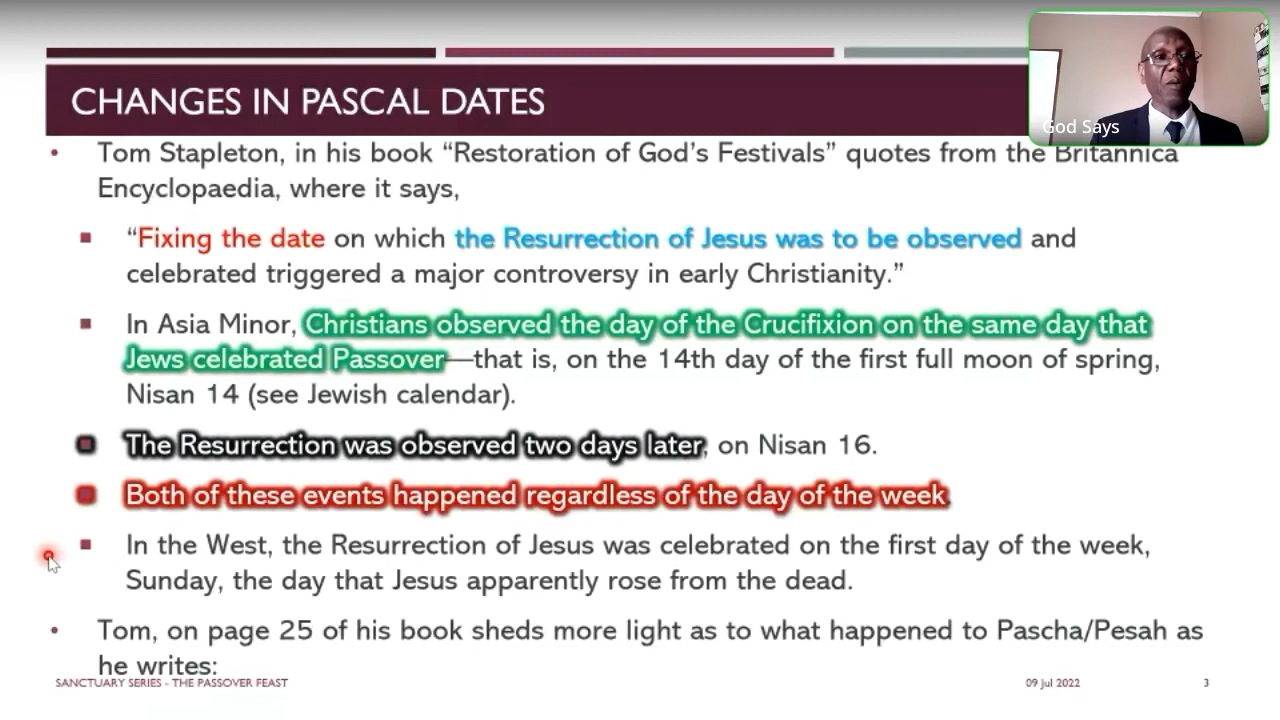 CHANGES IN PASCAL DATES
God Says
• Tom Stapleton, in his book “Restoration of God’s Festivals” quotes from the Britannica
Encyclopaedia, where it says,
▪ “Fixing the date on which the Resurrection of Jesus was to be observed and
celebrated triggered a major controversy in early Christianity.”
▪ In Asia Minor, Christians observed the day of the Crucifixion on the same day that
Jews celebrated Passover—that is, on the 14th day of the first full moon of spring,
Nisan 14 (see Jewish calendar).
▪ The Resurrection was observed two days later, on Nisan 16.
▪ Both of these events happened regardless of the day of the week
▪ In the West, the Resurrection of Jesus was celebrated on the first day of the week,
Sunday, the day that Jesus apparently rose from the dead.
• Tom, on page 25 of his book sheds more light as to what happened to Pascha/Pesah as
he writes:
SANCTUARY SERIES - THE PASSOVER FEAST
09 Jul 2022
3